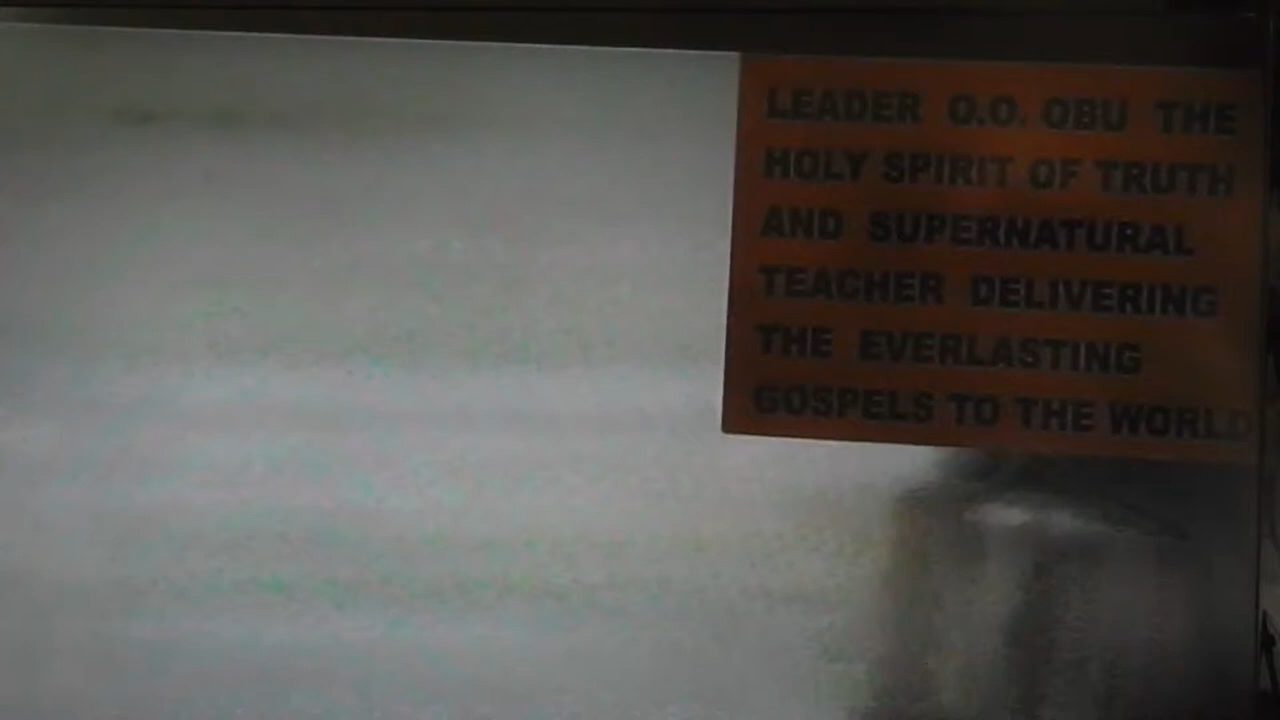 LEADER O.O. OBU THE
HOLY SPIRIT OF TRUTH
AND SUPERNATURAL
TEACHER DELIVERING
THE EVERLASTING
GOSPELS TO THE WORLD